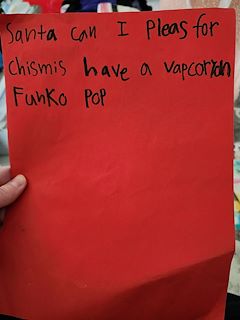 Santa can I Pleas for
Chismis have a vapcorion
Funko POP